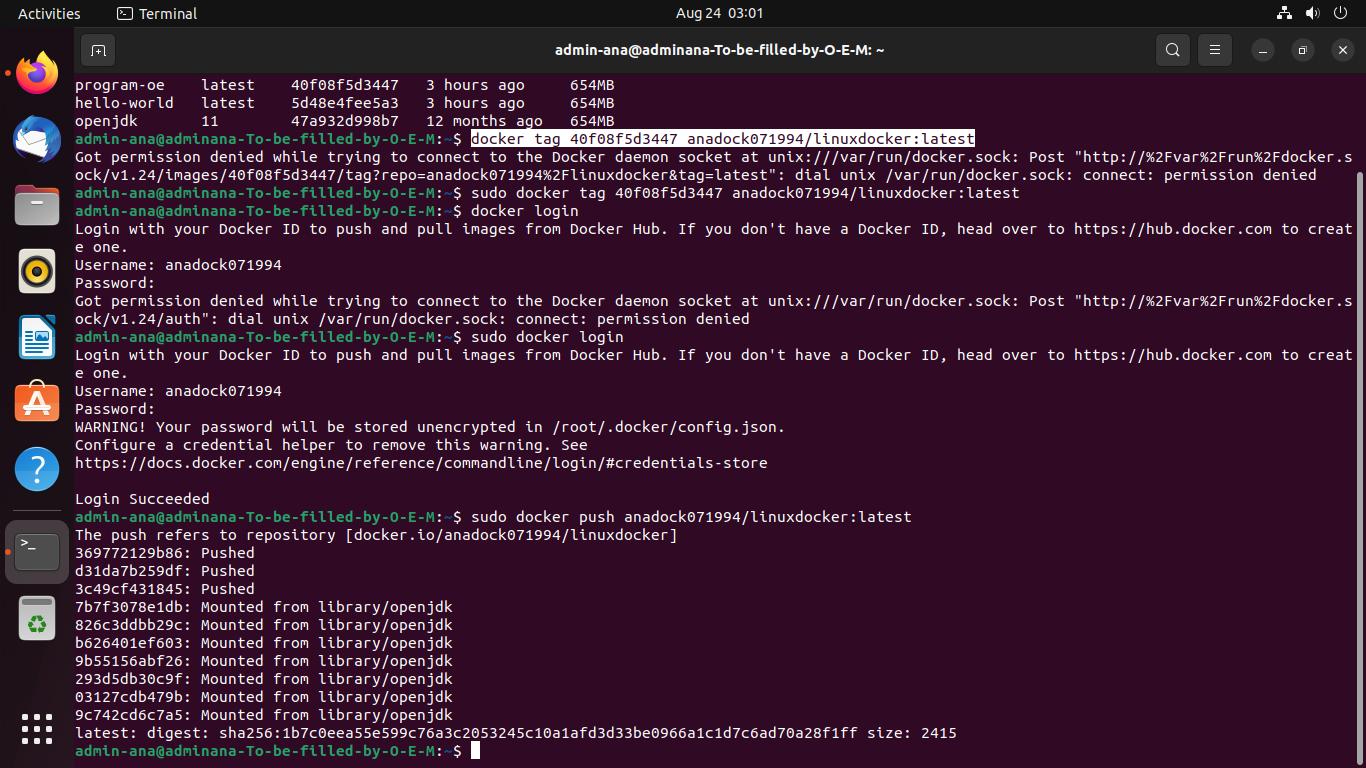 Activities
Terminal
Aug 24 03:01
admin-ana@adminana-To-be-filled-by-O-E-M: ~
program-oe latest 40f08f5d3447 3 hours ago 654MB
hello-world latest 5d48e4fee5a3 3 hours ago 654MB
openjdk 11 47a932d998b7 12 months ago 654MB
admin-ana@adminana-To-be-filled-by-O-E-M:~$ docker tag 40f08f5d3447 anadock071994/linuxdocker:latest
Got permission denied while trying to connect to the Docker daemon socket at unix:///var/run/docker.sock: Post "http://%2Fvar%2Frun%2Fdocker.s
ock/v1.24/images/40f08f5d3447/tag?repo=anadock071994%2Flinuxdocker&tag=latest": dial unix /var/run/docker.sock: connect: permission denied
admin-ana@adminana-To-be-filled-by-O-E-M:~$ sudo docker tag 40f08f5d3447 anadock071994/linuxdocker:latest
admin-ana@adminana-To-be-filled-by-O-E-M:~$ docker login
Login with your Docker ID to push and pull images from Docker Hub. If you don't have a Docker ID, head over to https://hub.docker.com to creat
e one.
Username: anadock071994
Password:
Got permission denied while trying to connect to the Docker daemon socket at unix:///var/run/docker.sock: Post "http://%2Fvar%2Frun%2Fdocker.s
ock/v1.24/auth": dial unix /var/run/docker.sock: connect: permission denied
admin-ana@adminana-To-be-filled-by-O-E-M:~$ sudo docker login
Login with your Docker ID to push and pull images from Docker Hub. If you don't have a Docker ID, head over to https://hub.docker.com to creat
e one.
Username: anadock071994
Password:
WARNING! Your password will be stored unencrypted in /root/.docker/config.json.
Configure a credential helper to remove this warning. See
https://docs.docker.com/engine/reference/commandline/login/#credentials-store
Login Succeeded
admin-ana@adminana-To-be-filled-by-O-E-M:~$ sudo docker push anadock071994/linuxdocker:latest
The push refers to repository [docker.io/anadock071994/linuxdocker]
369772129b86: Pushed
d31da7b259df: Pushed
3c49cf431845: Pushed
7b7f3078e1db: Mounted from library/openjdk
826c3ddbb29c: Mounted from library/openjdk
b626401ef603: Mounted from library/openjdk
9b55156abf26: Mounted from library/openjdk
293d5db30c9f: Mounted from library/openjdk
03127cdb479b: Mounted from library/openjdk
9c742cd6c7a5: Mounted from library/openjdk
latest: digest: sha256:1b7c0eea55e599c76a3c2053245c10a1afd3d33be0966a1c1d7c6ad70a28f1ff size: 2415
admin-ana@adminana-To-be-filled-by-O-E-M:~$